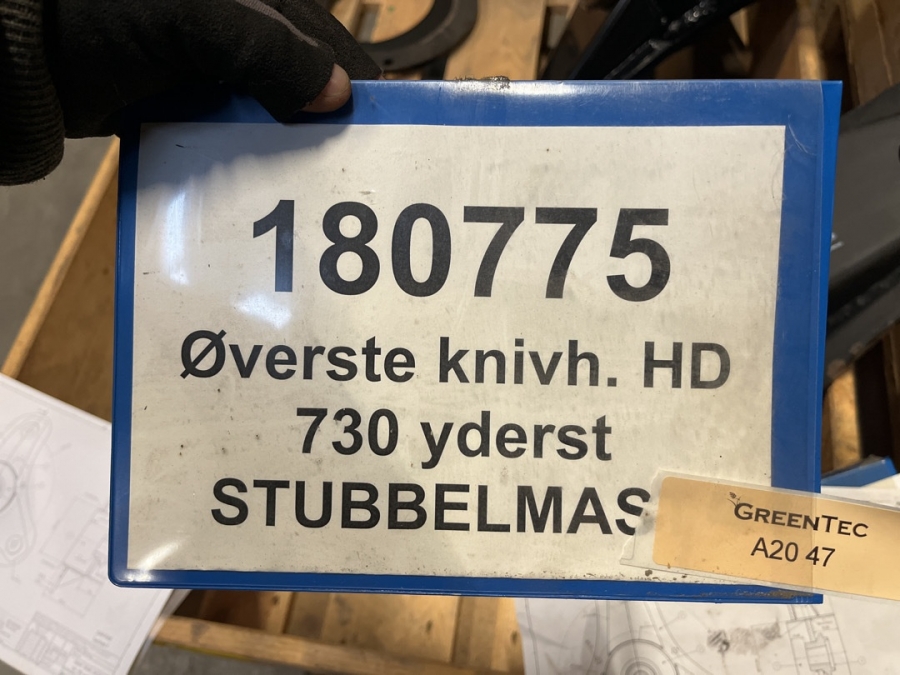 180775
Øverste knivh. HD
730 yderst
STUBBELMAS
GREENTEC
A20 47